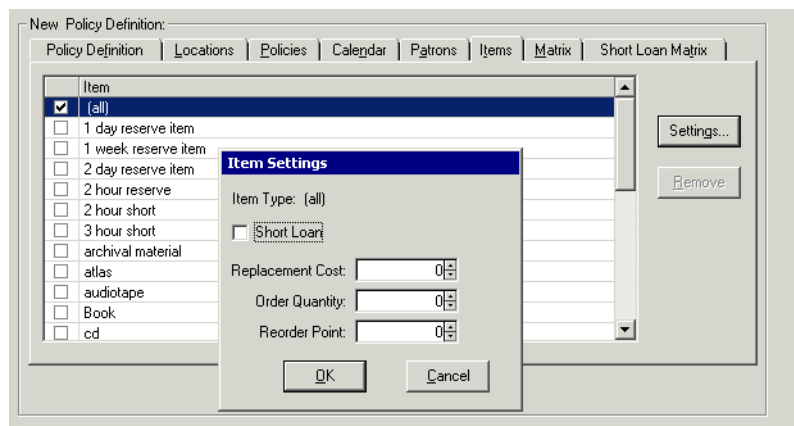 New Policy Definition:
Policy Definition Locations Policies Calendar Patrons Items Matrix Short Loan Matrix
Item
(all)
1 day reserve item
1 week reserve item
2 day reserve item
2 hour reserve
2 hour short
3 hour short
archival material
atlas
audiotape
Book
cd
Settings...
Remove
Item Settings
Item Type: (all)
Short Loan
Replacement Cost: 0
Order Quantity: 0
Reorder Point: 0
OK Cancel